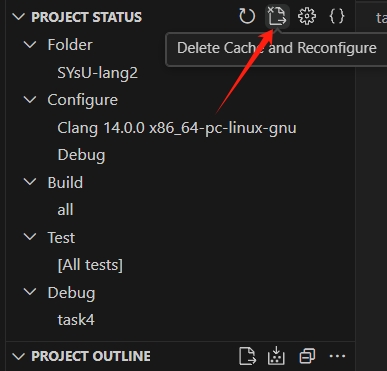 PROJECT STATUS
Delete Cache and Reconfigure
Folder
SYsU-lang2
Configure
Clang 14.0.0 x86_64-pc-linux-gnu
Debug
Build
all
Test
[All tests]
Debug
task4
PROJECT OUTLINE